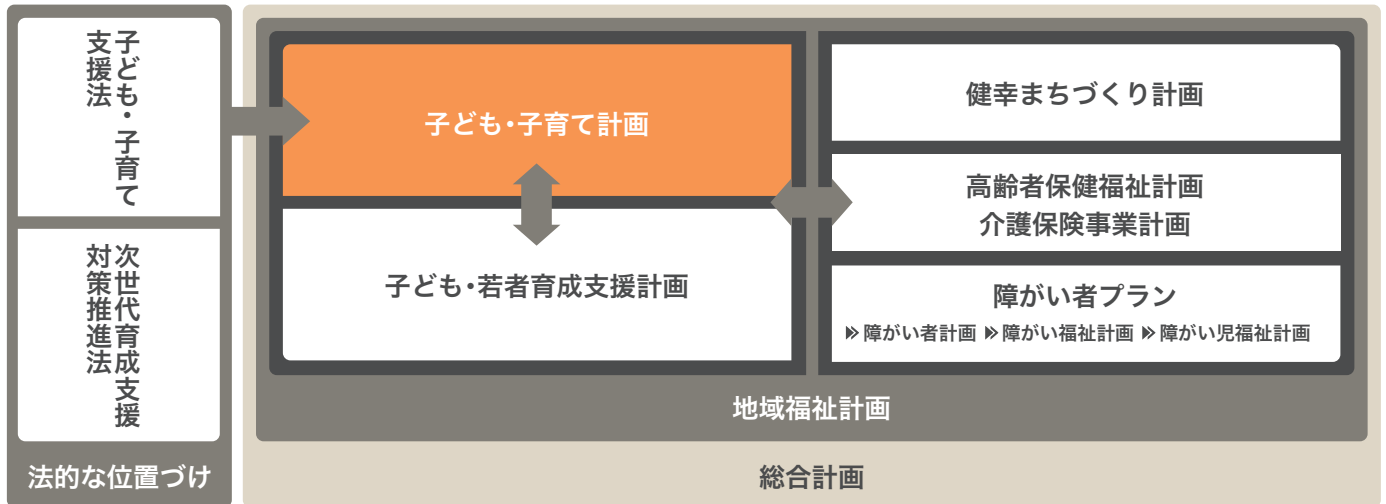 子ども・子育て
支援法
次世代育成支援
対策推進法
法的な位置づけ
子ども・子育て計画
子ども・若者育成支援計画
健幸まちづくり計画
高齢者保健福祉計画
介護保険事業計画
障がい者プラン
障がい者計画 障がい福祉計画 障がい児福祉計画
地域福祉計画
総合計画